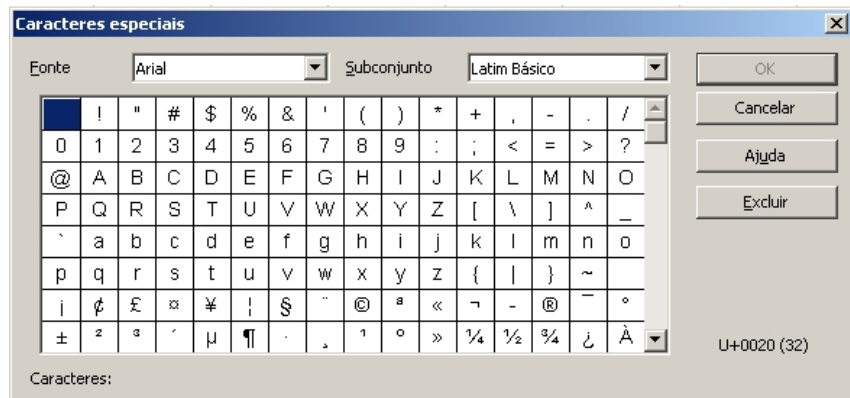 Caracteres especiais
Fonte Arial Subconjunto Latim Básico OK
Cancelar
Ajuda
Excluir
! " # $ % & ' ( ) * + , - . /
0 1 2 3 4 5 6 7 8 9 : ; < = > ?
@ A B C D E F G H I J K L M N O
P Q R S T U V W X Y Z [ \ ] ^ _
` a b c d e f g h i j k l m n o
p q r s t u v w x y z { | } ~
¡ ¢ £ ¤ ¥ ¦ § ¨ © ª « ¬ - ® ¯ °
± ² ³ ´ µ ¶ · ¸ ¹ º » ¼ ½ ¾ ¿ À
U+0020 (32)
Caracteres: